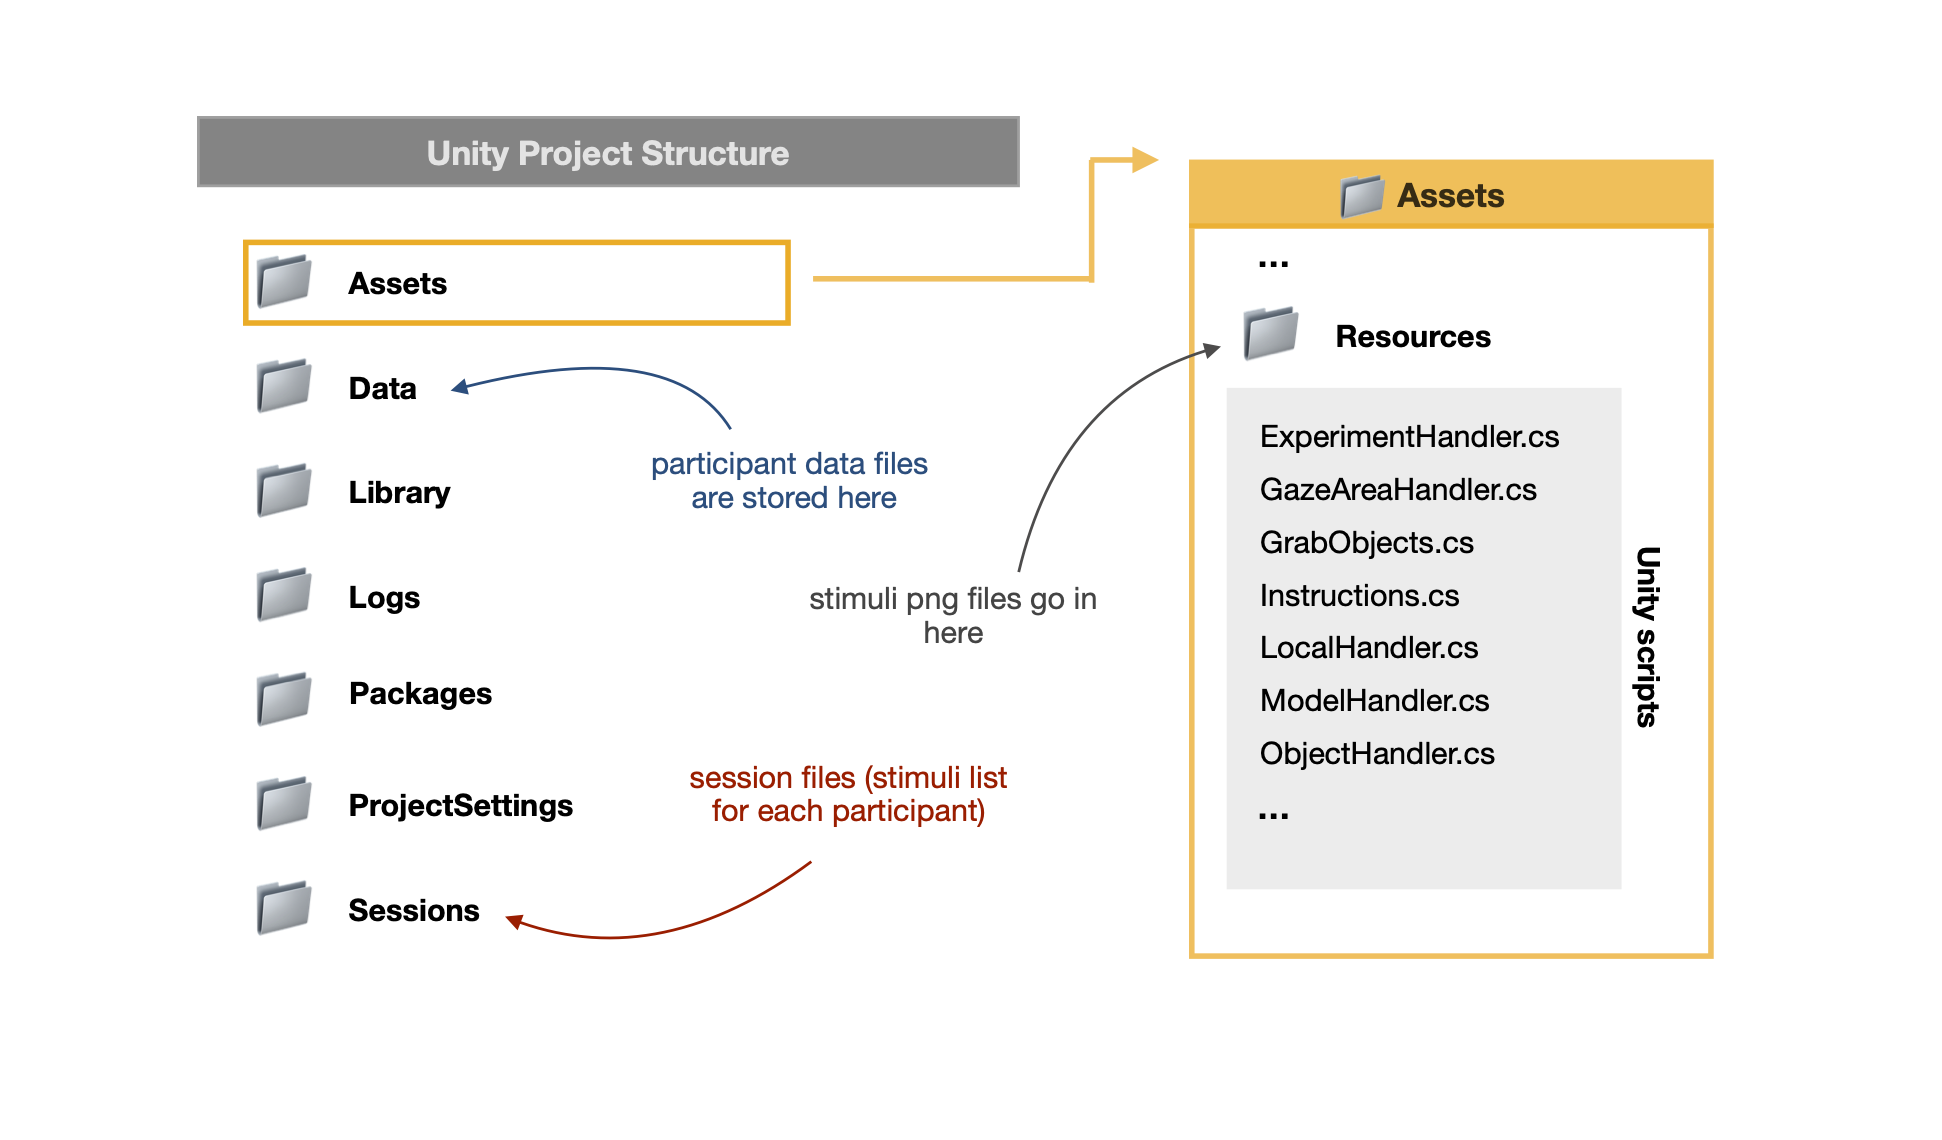 Unity Project Structure
Assets
Data
participant data files
are stored here
Library
Logs
stimuli png files go in
here
Packages
session files (stimuli list
for each participant)
ProjectSettings
Sessions
Assets
...
Resources
ExperimentHandler.cs
GazeAreaHandler.cs
GrabObjects.cs
Instructions.cs
LocalHandler.cs
ModelHandler.cs
ObjectHandler.cs
...
Unity scripts